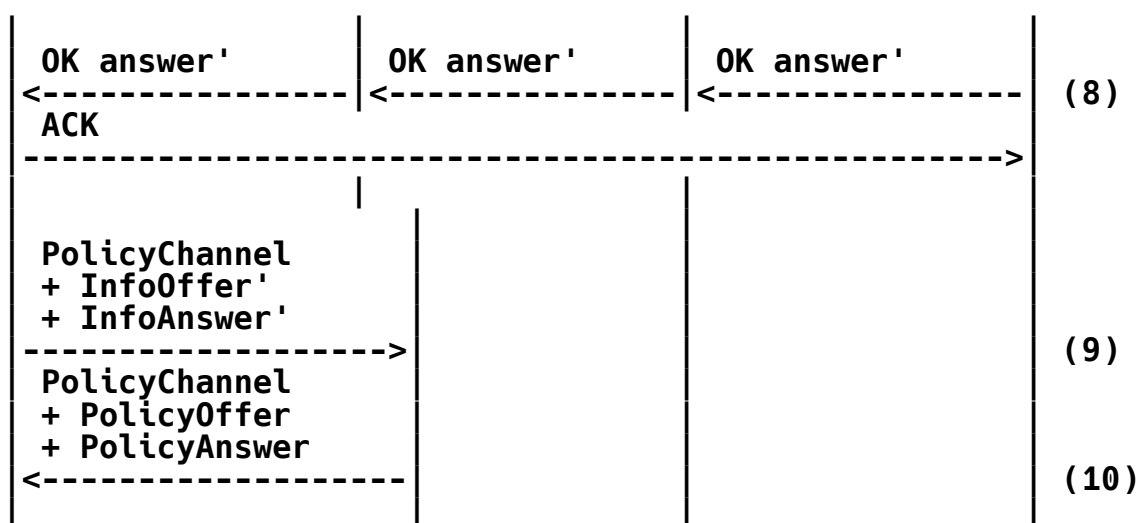 OK answer' OK answer' OK answer'
(8)
ACK
PolicyChannel
+ InfoOffer'
+ InfoAnswer'
(9)
PolicyChannel
+ PolicyOffer
+ PolicyAnswer
(10)